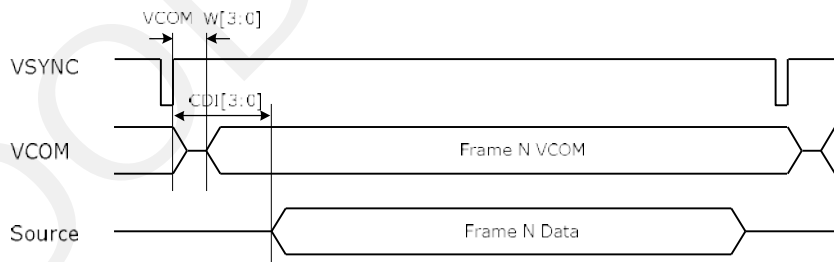 VCOM W[3:0]
VSYNC
CDI[3:0]
VCOM
Frame N VCOM
Source
Frame N Data